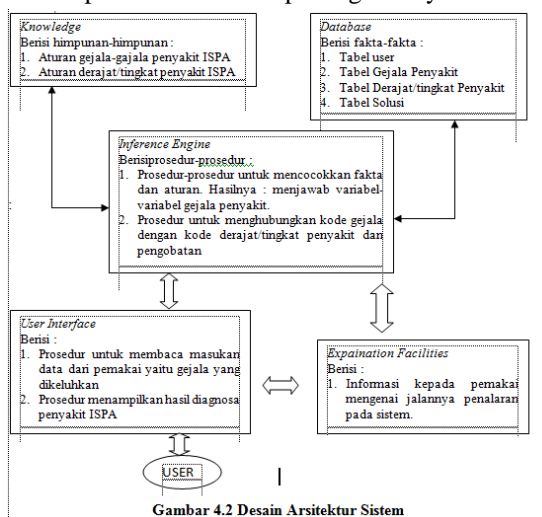 Knowledge
Berisi himpunan-himpunan :
1. Aturan gejala-gajala penyakit ISPA
2. Aturan derajat/tingkat penyakit ISPA
Database
Berisi fakta-fakta :
1. Tabel user
2. Tabel Gejala Penyakit
3. Tabel Derajat/tingkat Penyakit
4. Tabel Solusi
Inference Engine
Berisiprosedur-prosedur :
1. Prosedur-prosedur untuk mencocokkan fakta
dan aturan. Hasilnya : menjawab variabel-
variabel gejala penyakit.
2. Prosedur untuk menghubungkan kode gejala
dengan kode derajat/tingkat penyakit dan
pengobatan
User Interface
Berisi :
1. Prosedur untuk membaca masukan
data dari pemakai yaitu gejala yang
dikeluhkan
2. Prosedur menampilkan hasil diagnosa
penyakit ISPA
Expaination Facilities
Berisi :
1. Informasi kepada pemakai
mengenai jalannya penalaran
pada sistem.
USER
Gambar 4.2 Desain Arsitektur Sistem